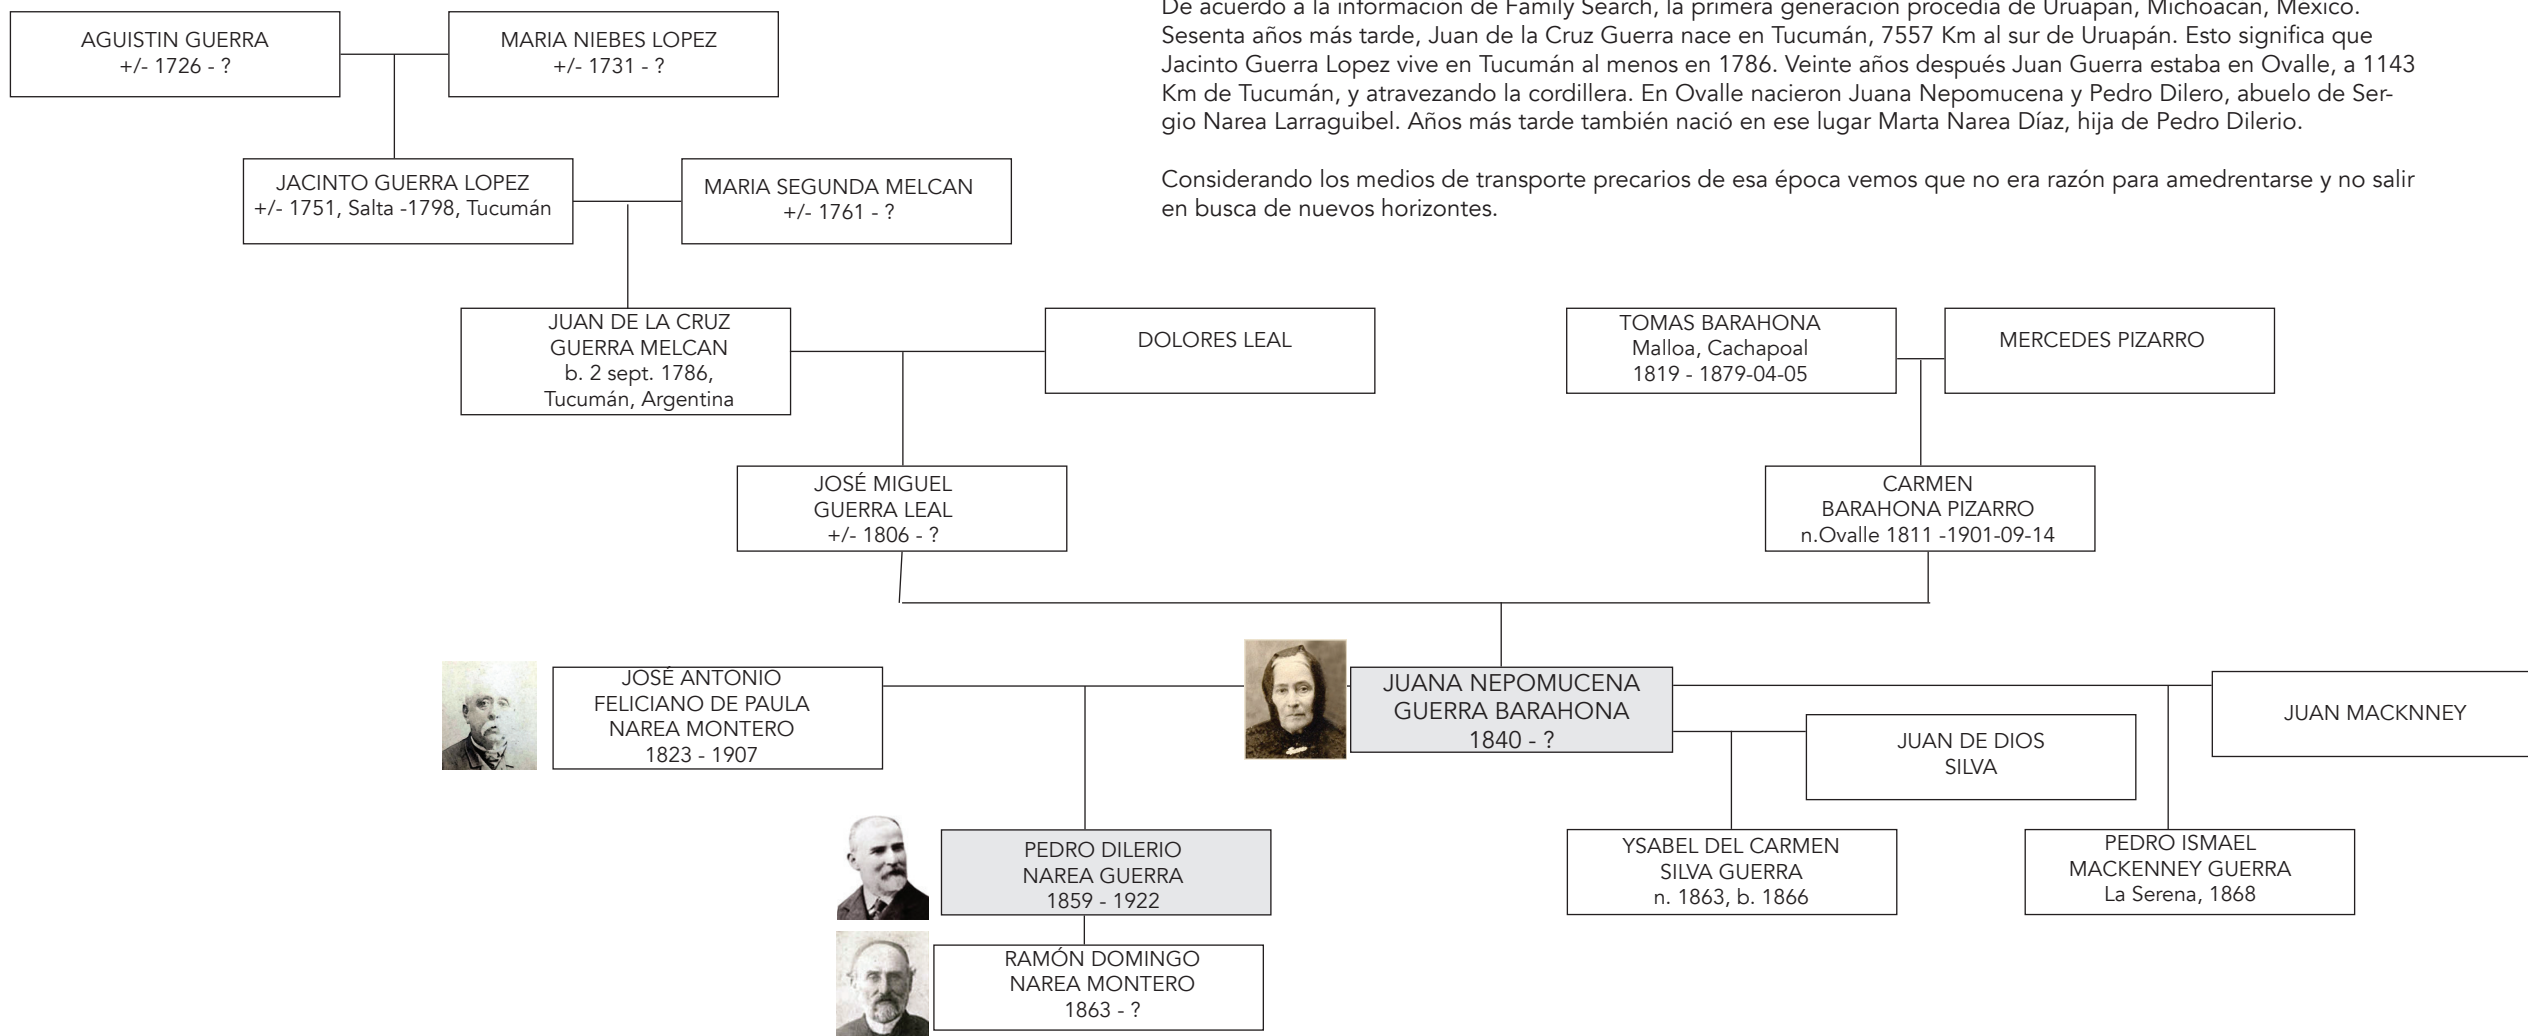 De acuerdo a la información de Family Search, la primera generación procedía de Uruapán, Michoacán, México.
Sesenta años más tarde, Juan de la Cruz Guerra nace en Tucumán, 7557 Km al sur de Uruapán. Esto significa que
Jacinto Guerra Lopez vive en Tucumán al menos en 1786. Veinte años después Juan Guerra estaba en Ovalle, a 1143
Km de Tucumán, y atravezando la cordillera. En Ovalle nacieron Juana Nepomucena y Pedro Dilero, abuelo de Ser-
gio Narea Larraguibel. Años más tarde también nació en ese lugar Marta Narea Díaz, hija de Pedro Dilerio.
Considerando los medios de transporte precarios de esa época vemos que no era razón para amedrentarse y no salir
en busca de nuevos horizontes.
AGUISTIN GUERRA
+/- 1726 - ?
MARIA NIEBES LOPEZ
+/- 1731 - ?
JACINTO GUERRA LOPEZ
+/- 1751, Salta -1798, Tucumán
MARIA SEGUNDA MELCAN
+/- 1761 - ?
JUAN DE LA CRUZ
GUERRA MELCAN
b. 2 sept. 1786,
Tucumán, Argentina
DOLORES LEAL
TOMAS BARAHONA
Malloa, Cachapoal
1819 - 1879-04-05
MERCEDES PIZARRO
JOSÉ MIGUEL
GUERRA LEAL
+/- 1806 - ?
CARMEN
BARAHONA PIZARRO
n.Ovalle 1811 -1901-09-14
JOSÉ ANTONIO
FELICIANO DE PAULA
NAREA MONTERO
1823 - 1907
JUANA NEPOMUCENA
GUERRA BARAHONA
1840 - ?
JUAN DE DIOS
SILVA
JUAN MACKNNEY
PEDRO DILERIO
NAREA GUERRA
1859 - 1922
YSABEL DEL CARMEN
SILVA GUERRA
n. 1863, b. 1866
PEDRO ISMAEL
MACKENNEY GUERRA
La Serena, 1868
RAMÓN DOMINGO
NAREA MONTERO
1863 - ?